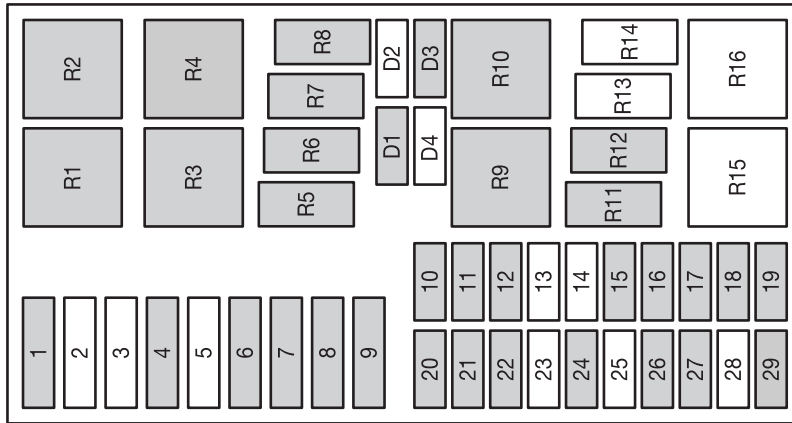 R2 R4 R8 D2 D3 R10 R14 R16
R7 R13
R1 R3 R6 D1 D4 R9 R12 R15
R5 R11
10 11 12 13 14 15 16 17 18 19
1 2 3 4 5 6 7 8 9
20 21 22 23 24 25 26 27 28 29